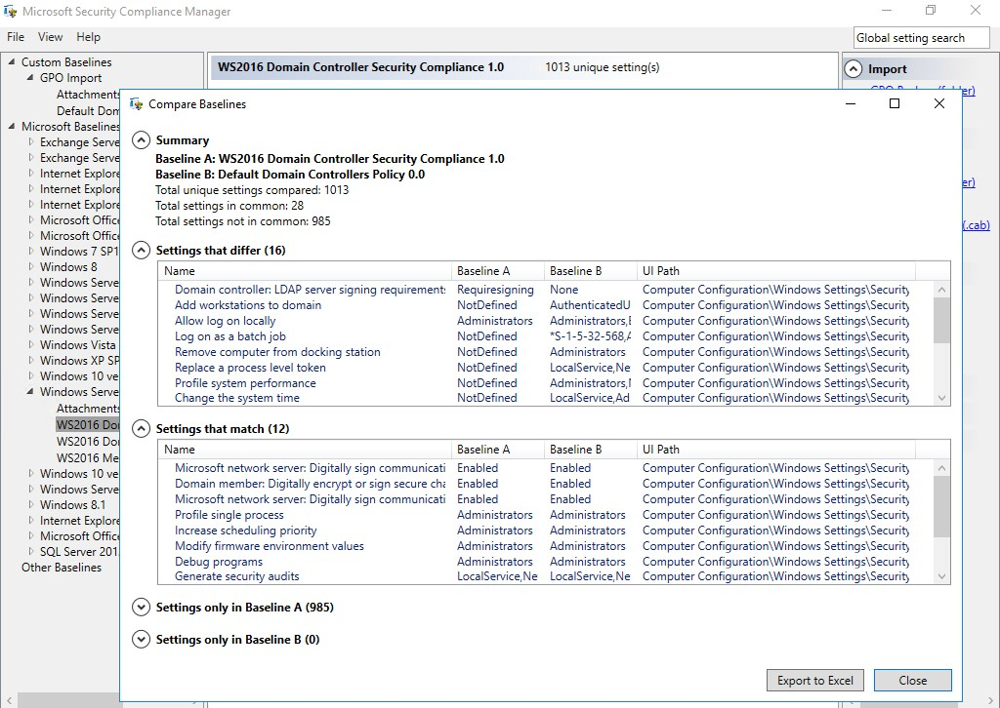 Microsoft Security Compliance Manager
File View Help
Global setting search
Custom Baselines
GPO Import
Attachments
Default Dom
Microsoft Baselines
Exchange Serve
Exchange Serve
Internet Explore
Internet Explore
Internet Explore
Microsoft Office
Microsoft Office
Windows 7 SP1
Windows 8
Windows Serve
Windows Serve
Windows Serve
Windows Serve
Windows Vista
Windows XP SP
Windows 10 ve
Windows Serve
Attachments
WS2016 Dom
WS2016 Dom
WS2016 Me
Windows 10 ve
Windows Serve
Windows 8.1
Internet Explore
Microsoft Office
SQL Server 201
Other Baselines
WS2016 Domain Controller Security Compliance 1.0 1013 unique setting(s)
Import
er)
er)
(.cab)
Compare Baselines
Summary
Baseline A: WS2016 Domain Controller Security Compliance 1.0
Baseline B: Default Domain Controllers Policy 0.0
Total unique settings compared: 1013
Total settings in common: 28
Total settings not in common: 985
Settings that differ (16)
Name Baseline A Baseline B UI Path
Domain controller: LDAP server signing requirements Requiresigning None Computer Configuration\Windows Settings\Security
Add workstations to domain NotDefined AuthenticatedU Computer Configuration\Windows Settings\Security
Allow log on locally Administrators Administrators,E Computer Configuration\Windows Settings\Security
Log on as a batch job NotDefined *S-1-5-32-568,A Computer Configuration\Windows Settings\Security
Remove computer from docking station NotDefined Administrators Computer Configuration\Windows Settings\Security
Replace a process level token NotDefined LocalService,Ne Computer Configuration\Windows Settings\Security
Profile system performance NotDefined Administrators,N Computer Configuration\Windows Settings\Security
Change the system time NotDefined LocalService,Ad Computer Configuration\Windows Settings\Security
Settings that match (12)
Name Baseline A Baseline B UI Path
Microsoft network server: Digitally sign communicati Enabled Enabled Computer Configuration\Windows Settings\Security
Domain member: Digitally encrypt or sign secure cha Enabled Enabled Computer Configuration\Windows Settings\Security
Microsoft network server: Digitally sign communicati Enabled Enabled Computer Configuration\Windows Settings\Security
Profile single process Administrators Administrators Computer Configuration\Windows Settings\Security
Increase scheduling priority Administrators Administrators Computer Configuration\Windows Settings\Security
Modify firmware environment values Administrators Administrators Computer Configuration\Windows Settings\Security
Debug programs Administrators Administrators Computer Configuration\Windows Settings\Security
Generate security audits LocalService,Ne LocalService,Ne Computer Configuration\Windows Settings\Security
Settings only in Baseline A (985)
Settings only in Baseline B (0)
Export to Excel Close